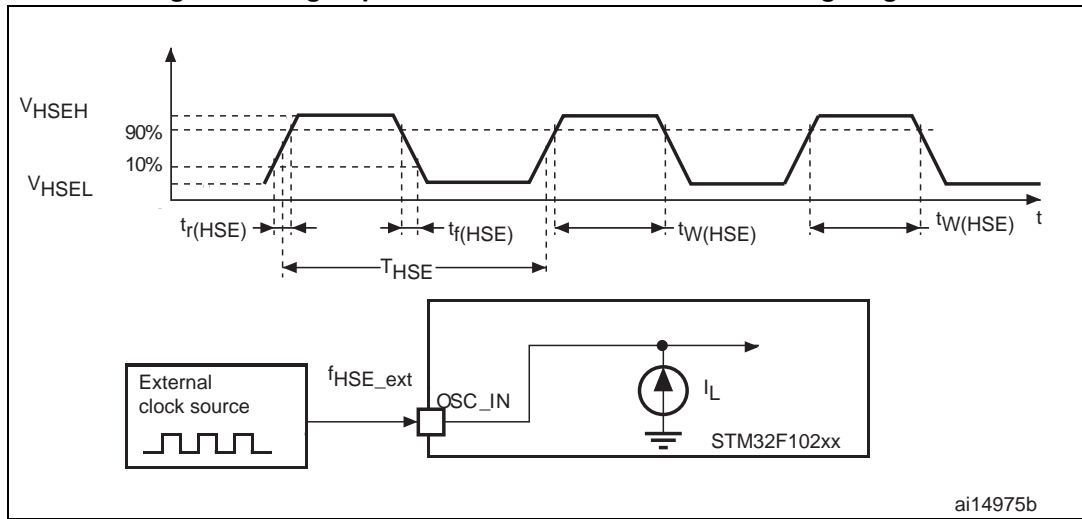 VHSEH
90%
10%
VHSEL
tr(HSE)
tf(HSE)
tW(HSE)
tW(HSE)
t
THSE
External
clock source
fHSE_ext
OSC_IN
IL
STM32F102xx
ai14975b